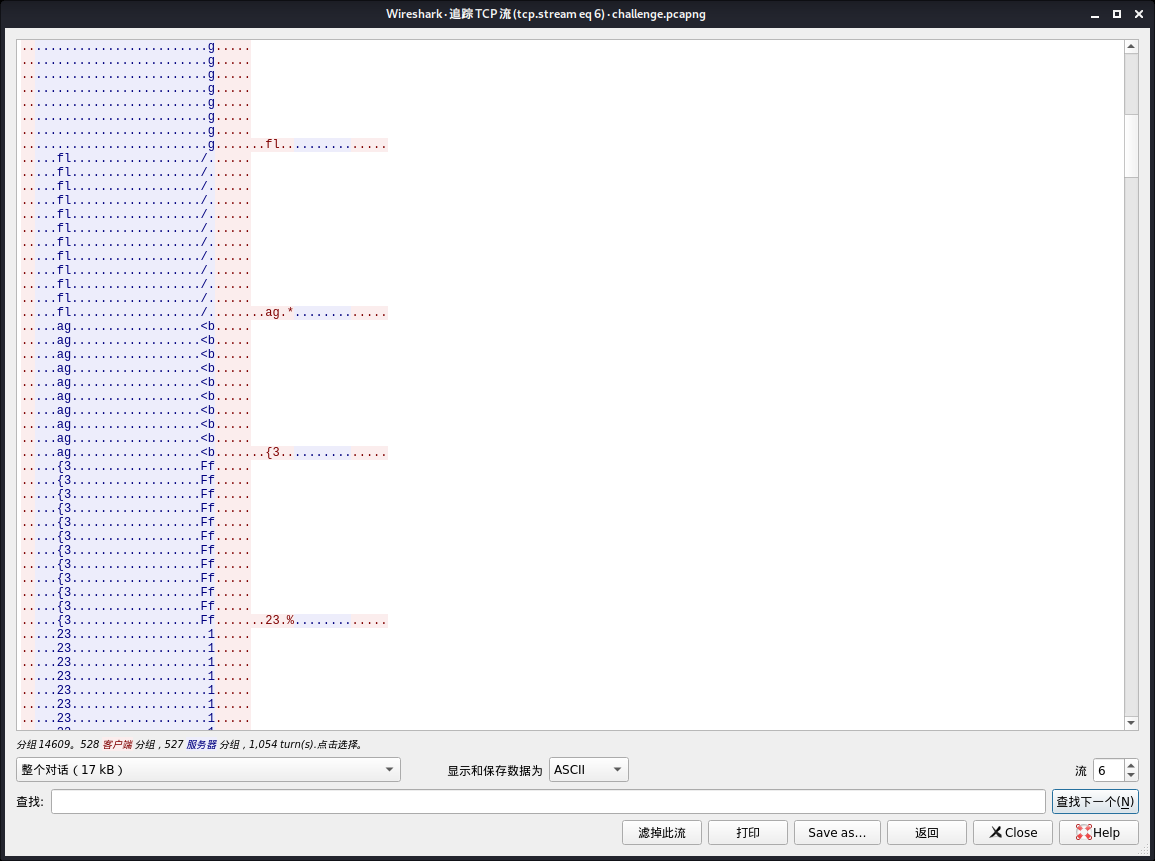 Wireshark · 追踪 TCP 流 (tcp.stream eq 6) · challenge.pcapng
..........................g.....
..........................g.....
..........................g.....
..........................g.....
..........................g.....
..........................g.....
..........................g.....
..........................g.......fl...............
.....fl................../......
.....fl................../......
.....fl................../......
.....fl................../......
.....fl................../......
.....fl................../......
.....fl................../......
.....fl................../......
.....fl................../......
.....fl................../......
.....fl................../......
.....fl................../........ag.*.............
.....ag..................<b.....
.....ag..................<b.....
.....ag..................<b.....
.....ag..................<b.....
.....ag..................<b.....
.....ag..................<b.....
.....ag..................<b.....
.....ag..................<b.....
.....ag..................<b.....
.....ag..................<b.......{3...............
.....{3..................Ff.....
.....{3..................Ff.....
.....{3..................Ff.....
.....{3..................Ff.....
.....{3..................Ff.....
.....{3..................Ff.....
.....{3..................Ff.....
.....{3..................Ff.....
.....{3..................Ff.....
.....{3..................Ff.....
.....{3..................Ff.....
.....{3..................Ff.......23.%.............
.....23...................1.....
.....23...................1.....
.....23...................1.....
.....23...................1.....
.....23...................1.....
.....23...................1.....
.....23...................1.....
分组 14609。528 客户端 分组，527 服务器 分组，1,054 turn(s).点击选择。
整个对话（17 kB） 显示和保存数据为 ASCII 流 6
查找: 查找下一个(N)
滤掉此流 打印 Save as… 返回 Close Help